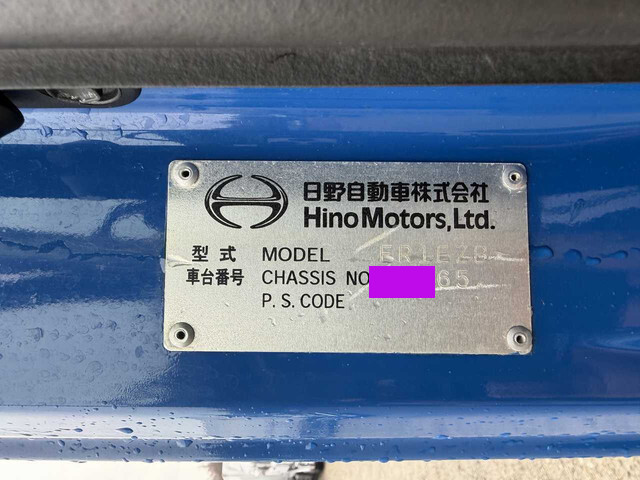 日野自動車株式会社
Hino Motors, Ltd.
型式 MODEL
車台番号 CHASSIS NO 65
P.S.CODE